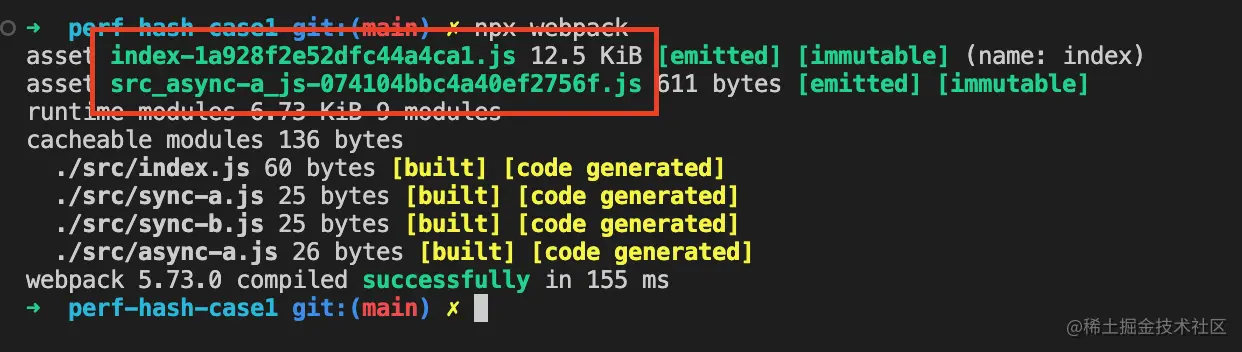 ➜ perf-hash-case1 git:(main) ✗ npx webpack
asset index-1a928f2e52dfc44a4ca1.js 12.5 KiB [emitted] [immutable] (name: index)
asset src_async-a_js-074104bbc4a40ef2756f.js 611 bytes [emitted] [immutable]
runtime modules 6.73 KiB 9 modules
cacheable modules 136 bytes
./src/index.js 60 bytes [built] [code generated]
./src/sync-a.js 25 bytes [built] [code generated]
./src/sync-b.js 25 bytes [built] [code generated]
./src/async-a.js 26 bytes [built] [code generated]
webpack 5.73.0 compiled successfully in 155 ms
➜ perf-hash-case1 git:(main) ✗
@稀土掘金技术社区